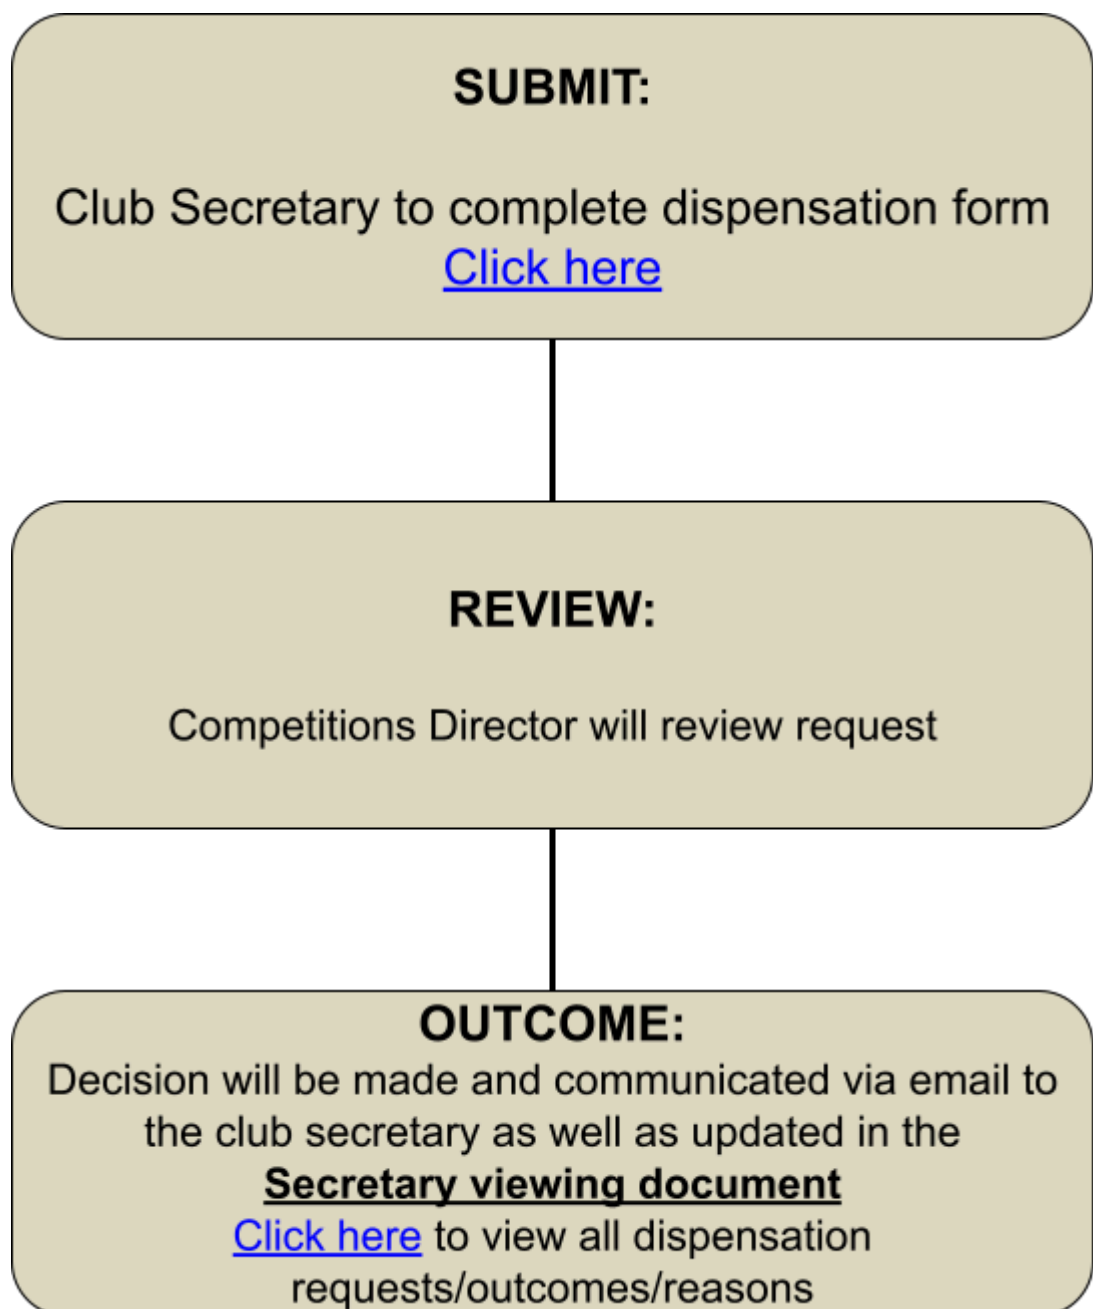 SUBMIT:
Club Secretary to complete dispensation form
Click here
REVIEW:
Competitions Director will review request
OUTCOME:
Decision will be made and communicated via email to
the club secretary as well as updated in the
Secretary viewing document
Click here to view all dispensation
requests/outcomes/reasons